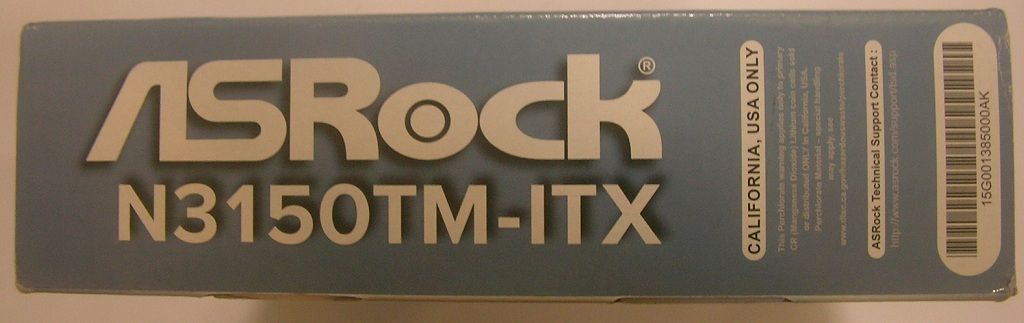 ASRock®
N3150TM-ITX
CALIFORNIA, USA ONLY
This Perchlorate warning applies only to primary
CR (Manganese Dioxide) Lithium coin cells sold
or distributed ONLY in California, USA.
Perchlorate Material - special handling
may apply, see
www.dtsc.ca.gov/hazardouswaste/perchlorate
ASRock Technical Support Contact :
http://www.asrock.com/support/tsd.asp
15G001385000AK